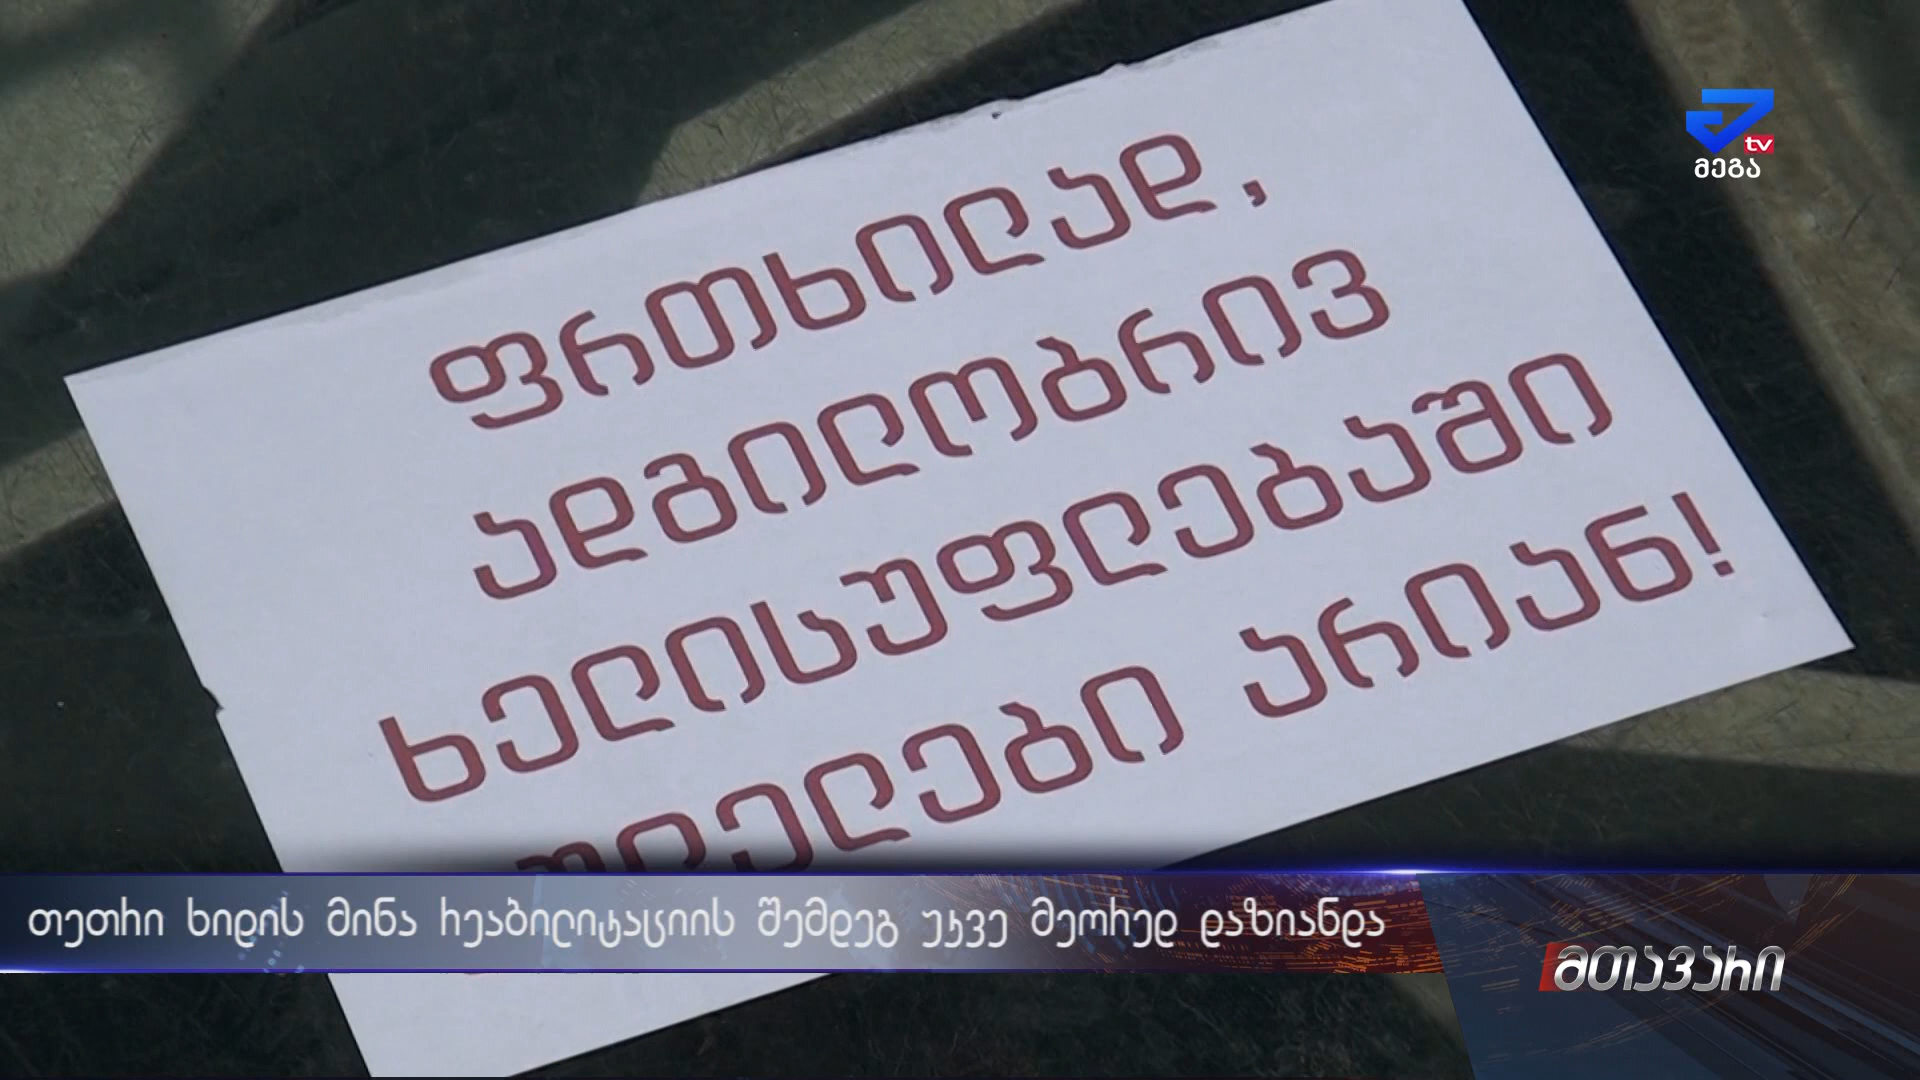 ფრთხილად,
ადგილობრივ
ხელისუფლებაში
არიან!
tv
მეგა
თეთრი ხიდის მინა რეაბილიტაციის შემდეგ უკვე მეორედ დაზიანდა
მთავარი